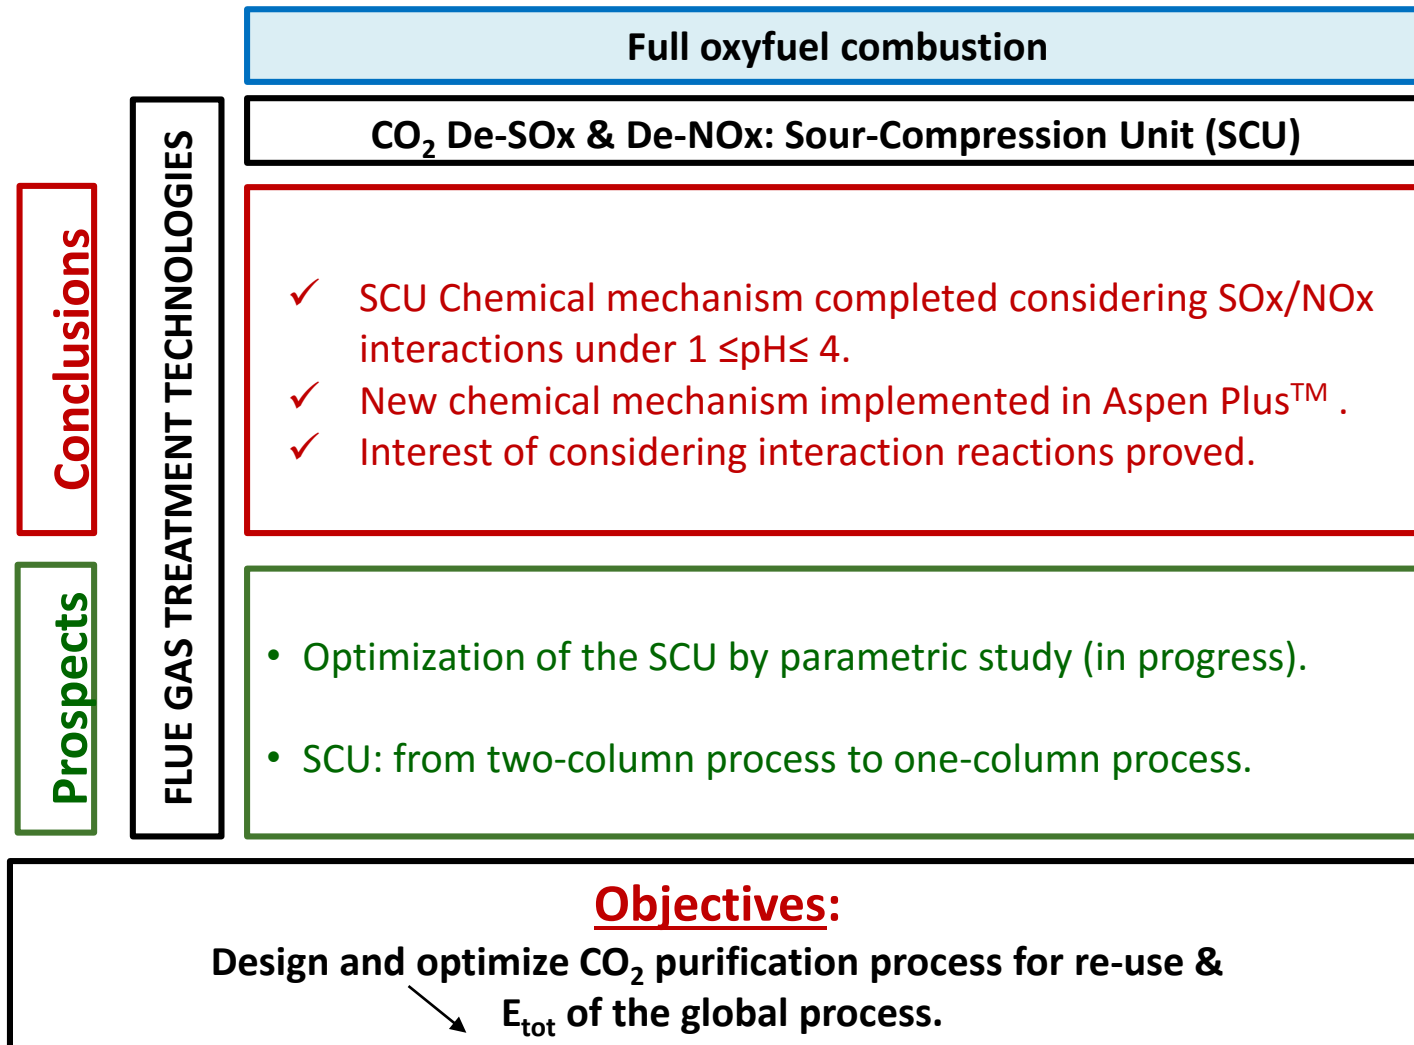 Full oxyfuel combustion
CO₂ De-SOx & De-NOx: Sour-Compression Unit (SCU)
FLUE GAS TREATMENT TECHNOLOGIES
Conclusions
✓ SCU Chemical mechanism completed considering SOx/NOx
interactions under 1 ≤pH≤ 4.
✓ New chemical mechanism implemented in Aspen Plus™ .
✓ Interest of considering interaction reactions proved.
Prospects
• Optimization of the SCU by parametric study (in progress).
• SCU: from two-column process to one-column process.
Objectives:
Design and optimize CO₂ purification process for re-use &
↘ Eₜₒₜ of the global process.